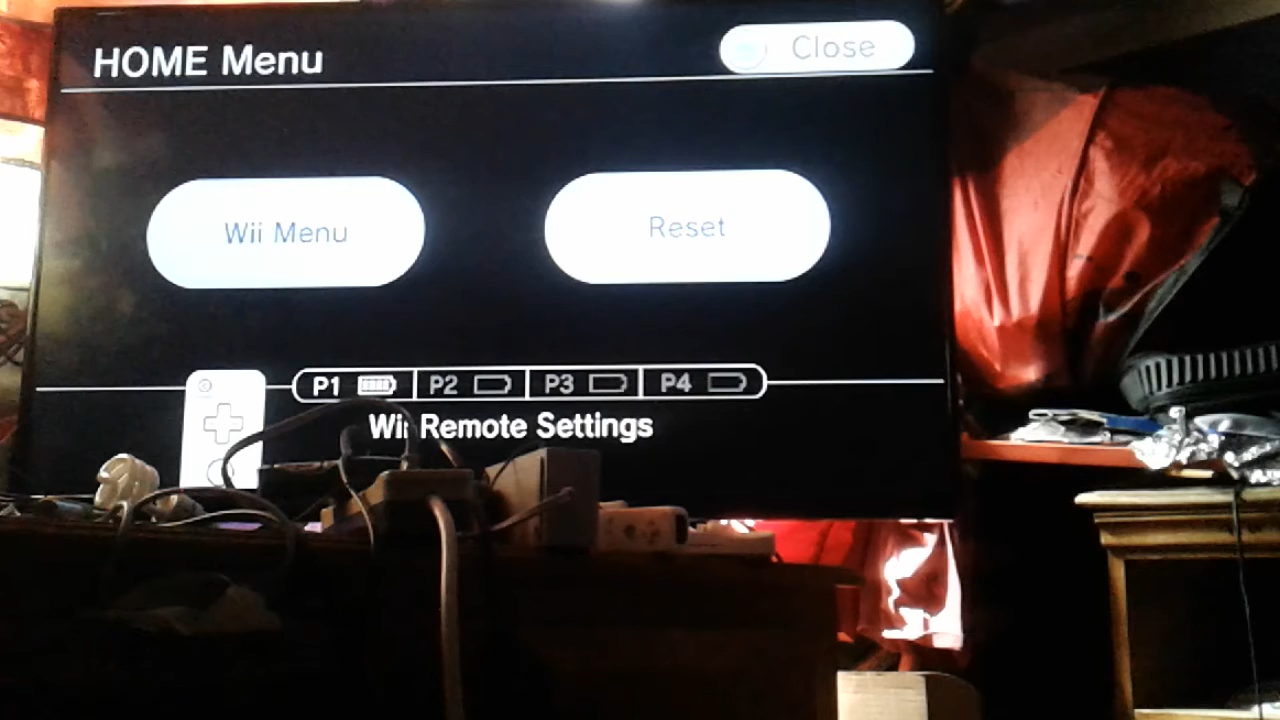 HOME Menu
Close
Wii Menu
Reset
P1 P2 P3 P4
Wii Remote Settings